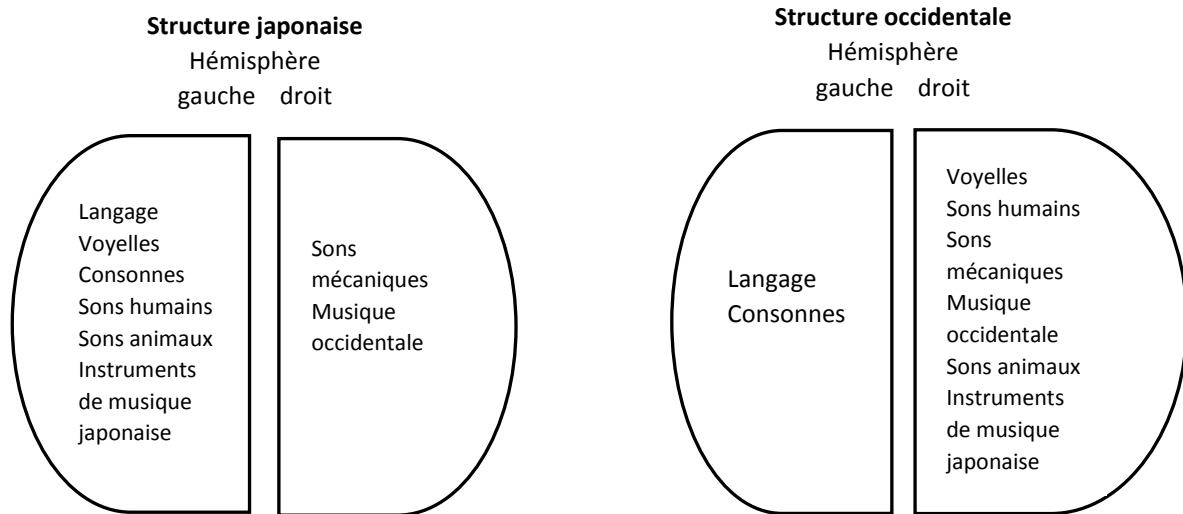 Structure japonaise
Hémisphère
gauche droit
Langage
Voyelles
Consonnes
Sons humains
Sons animaux
Instruments
de musique
japonaise
Sons
mécaniques
Musique
occidentale
Structure occidentale
Hémisphère
gauche droit
Langage
Consonnes
Voyelles
Sons humains
Sons
mécaniques
Musique
occidentale
Sons animaux
Instruments
de musique
japonaise